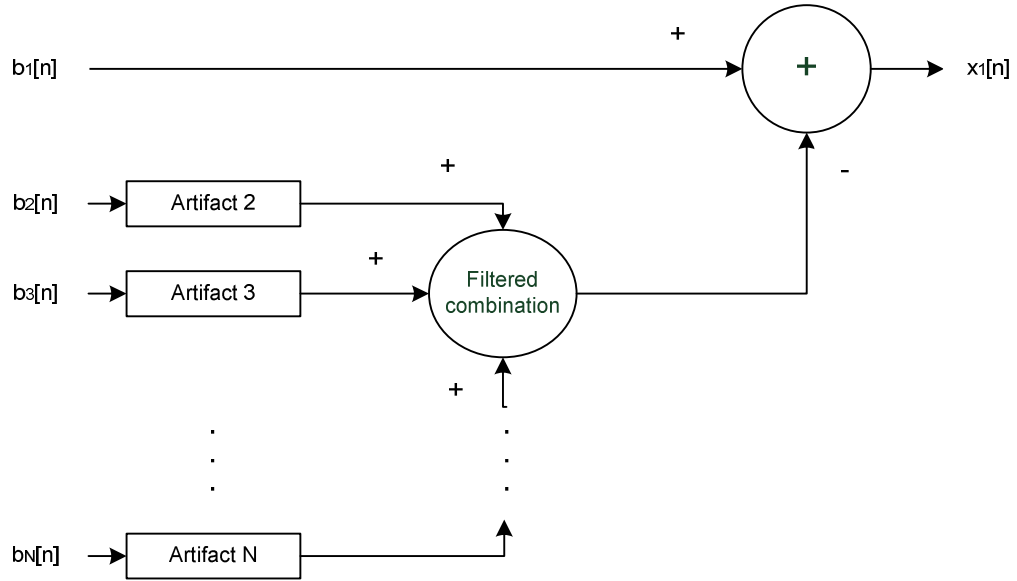 b1[n]
+
+
x1[n]
+
-
b2[n]
Artifact 2
+
b3[n]
Artifact 3
Filtered
combination
+
. .
. .
. .
bN[n]
Artifact N